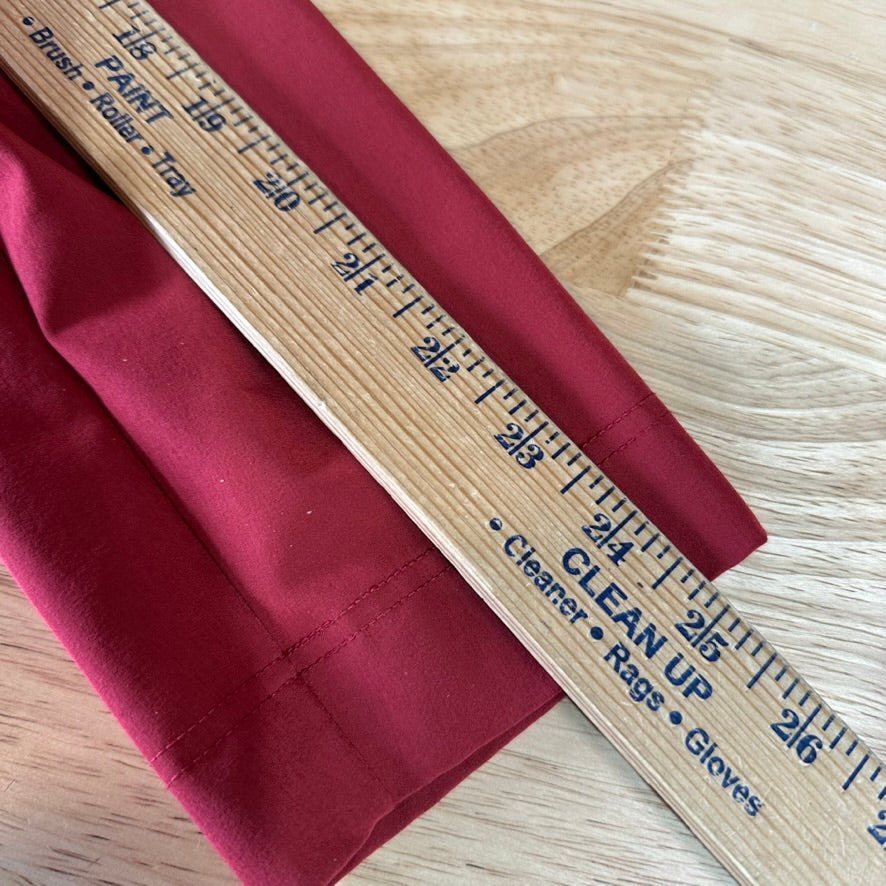 18
19
20
21
22
23
24
25
26
PAINT
• Brush • Roller • Tray
CLEAN UP
• Cleaner • Rags • Gloves